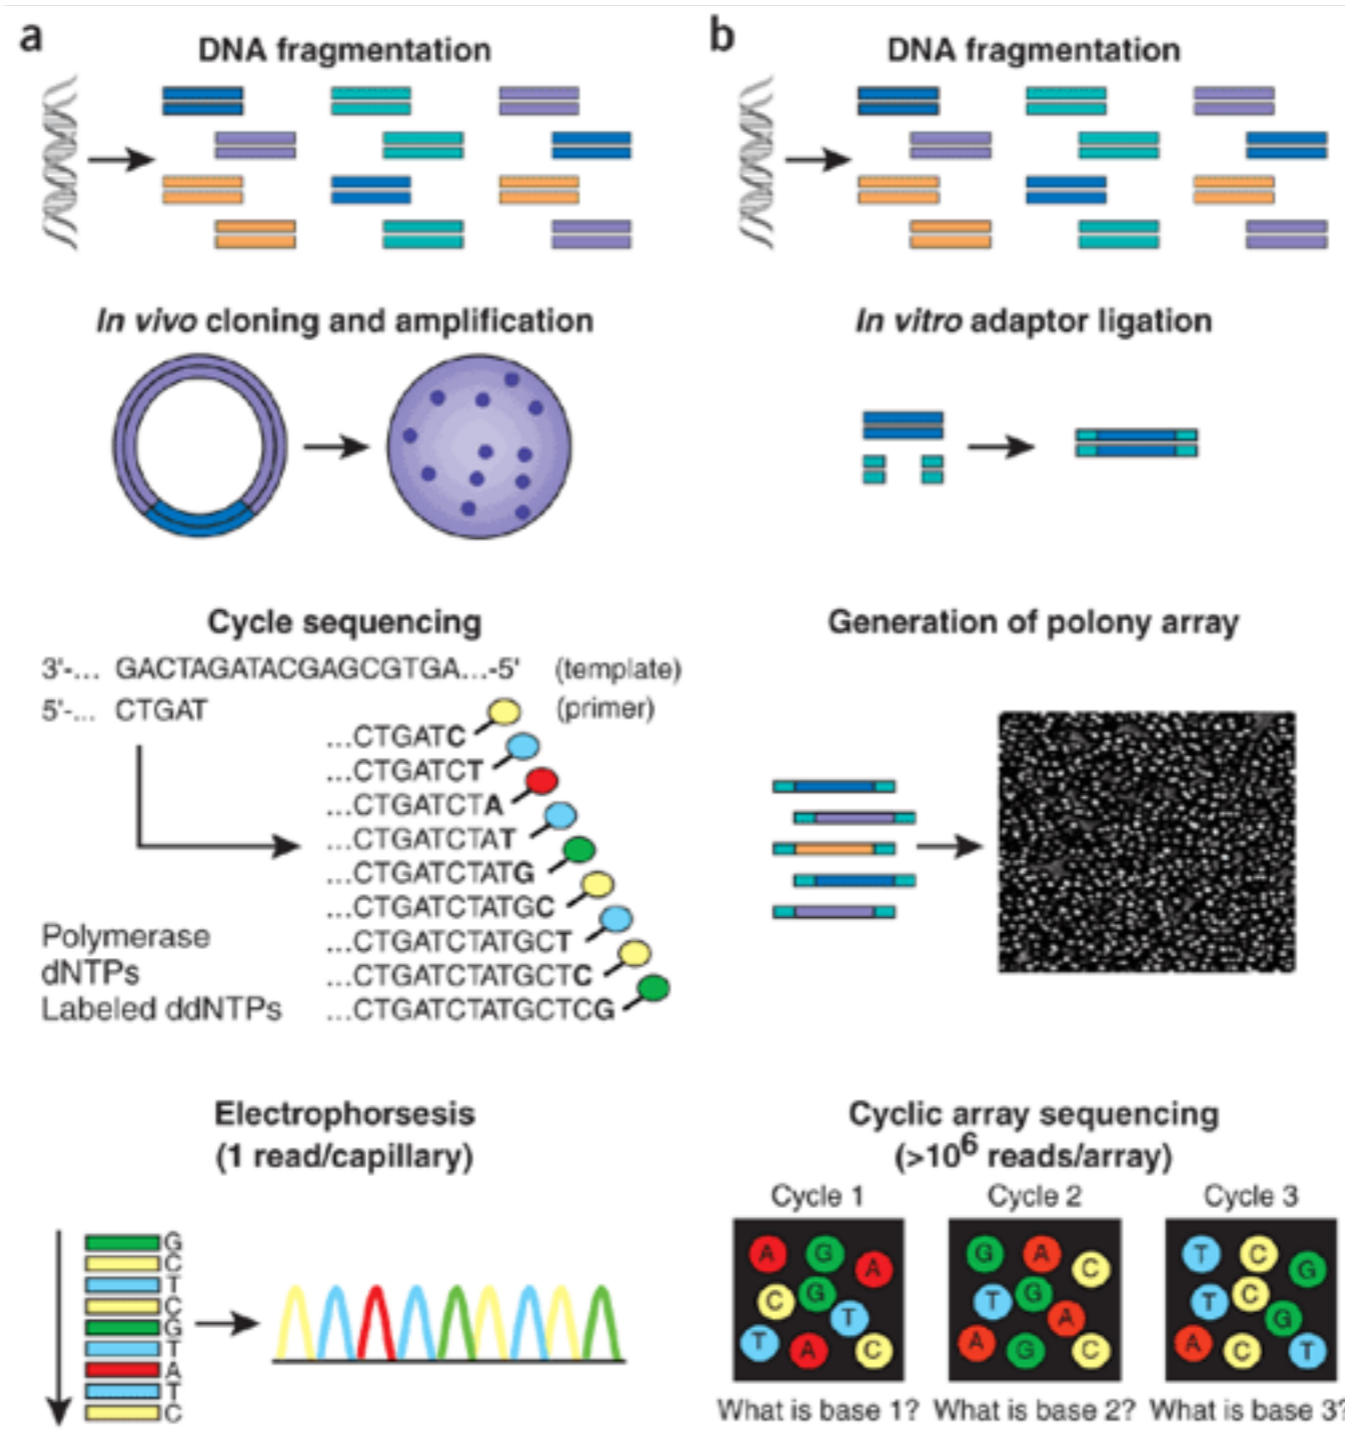 a
DNA fragmentation
In vivo cloning and amplification
Cycle sequencing
3'-... GACTAGATACGAGCGTGA...-5' (template)
5'-... CTGAT (primer)
...CTGATC
...CTGATCT
...CTGATCTA
...CTGATCTAT
...CTGATCTATG
...CTGATCTATGC
...CTGATCTATGCT
...CTGATCTATGCTC
...CTGATCTATGCTCG
Polymerase
dNTPs
Labeled ddNTPs
Electrophorsesis
(1 read/capillary)
G
C
T
C
G
T
A
T
C
b
DNA fragmentation
In vitro adaptor ligation
Generation of polony array
Cyclic array sequencing
(>10⁶ reads/array)
Cycle 1 Cycle 2 Cycle 3
A G A G A C T C G
C G T T G A T C G
T A C A G C A C T
What is base 1? What is base 2? What is base 3?